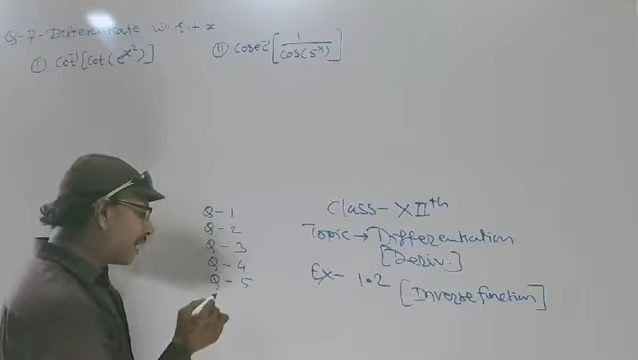 Q-7- Differentiate w. r. t x
(i) Cot⁻¹[Cot(e^x²)] (ii) Cosec⁻¹[1/cos(5^x)]
Class- XIIth
Topic → Differentiation
[Deriv.]
Ex- 1.2 [Inverse function]
Q-1
Q-2
Q-3
Q-4
Q-5